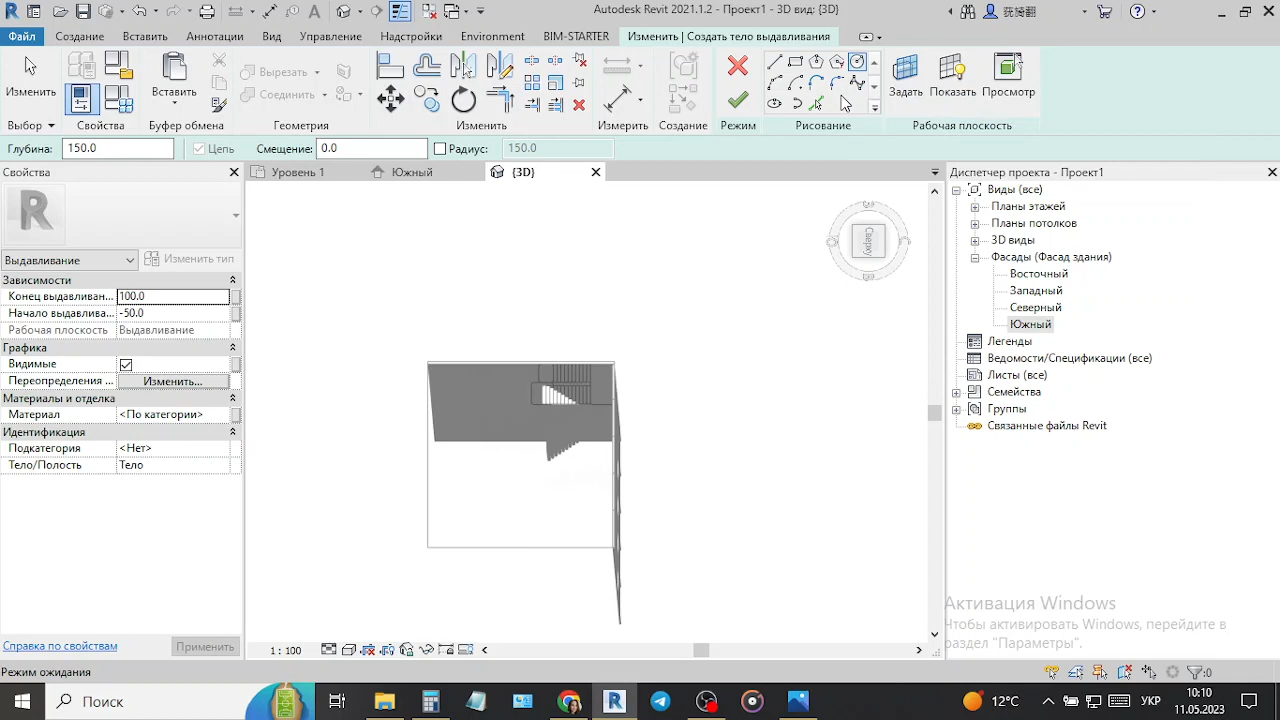 Autodesk Revit 2021.1.2 - Проект1 - 3D вид: {3D}
Файл
Создание
Вставить
Аннотации
Вид
Управление
Надстройки
Environment
BIM-STARTER
Изменить | Создать тело выдавливания
Изменить
Вставить
Вырезать
Соединить
Задать
Показать
Просмотр
Выбор
Свойства
Буфер обмена
Геометрия
Изменить
Измерить
Создание
Режим
Рисование
Рабочая плоскость
Глубина:
150.0
Цепь
Смещение:
0.0
Радиус:
150.0
Свойства
R
Выдавливание
Изменить тип
Зависимости
Конец выдавливан...
100.0
Начало выдавлива...
-50.0
Рабочая плоскость
Выдавливание
Графика
Видимые
Переопределения ...
Изменить...
Материалы и отделка
Материал
<По категории>
Идентификация
Подкатегория
<Нет>
Тело/Полость
Тело
Справка по свойствам
Применить
Уровень 1
Южный
{3D}
Сверху
1 : 100
Диспетчер проекта - Проект1
Виды (все)
Планы этажей
Планы потолков
3D виды
Фасады (Фасад здания)
Восточный
Западный
Северный
Южный
Легенды
Ведомости/Спецификации (все)
Листы (все)
Семейства
Группы
Связанные файлы Revit
Активация Windows
Чтобы активировать Windows, перейдите в
раздел "Параметры".
Режим ожидания
:0
Поиск
12°C
УКР
10:10
11.05.2023